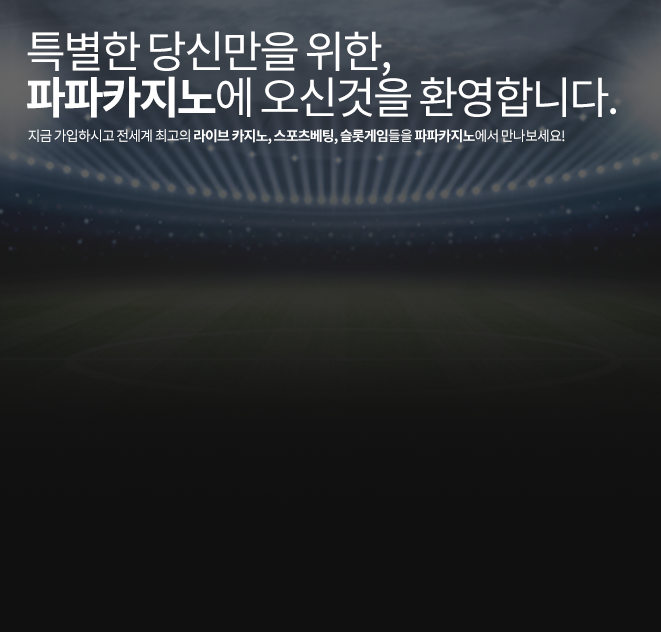 특별한 당신만을 위한,
파파카지노에 오신것을 환영합니다.
지금 가입하시고 전세계 최고의 라이브 카지노, 스포츠베팅, 슬롯게임들을 파파카지노에서 만나보세요!